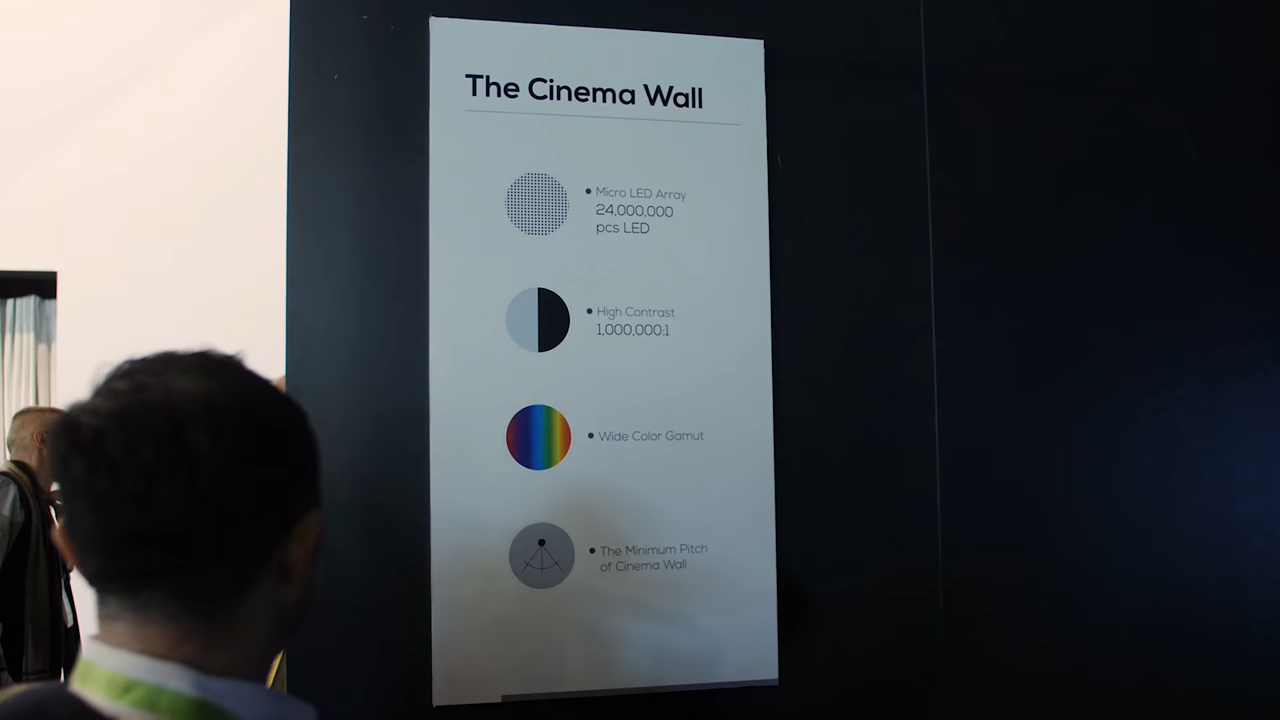 The Cinema Wall
• Micro LED Array
24,000,000
pcs LED
• High Contrast
1,000,000:1
• Wide Color Gamut
• The Minimum Pitch
of Cinema Wall